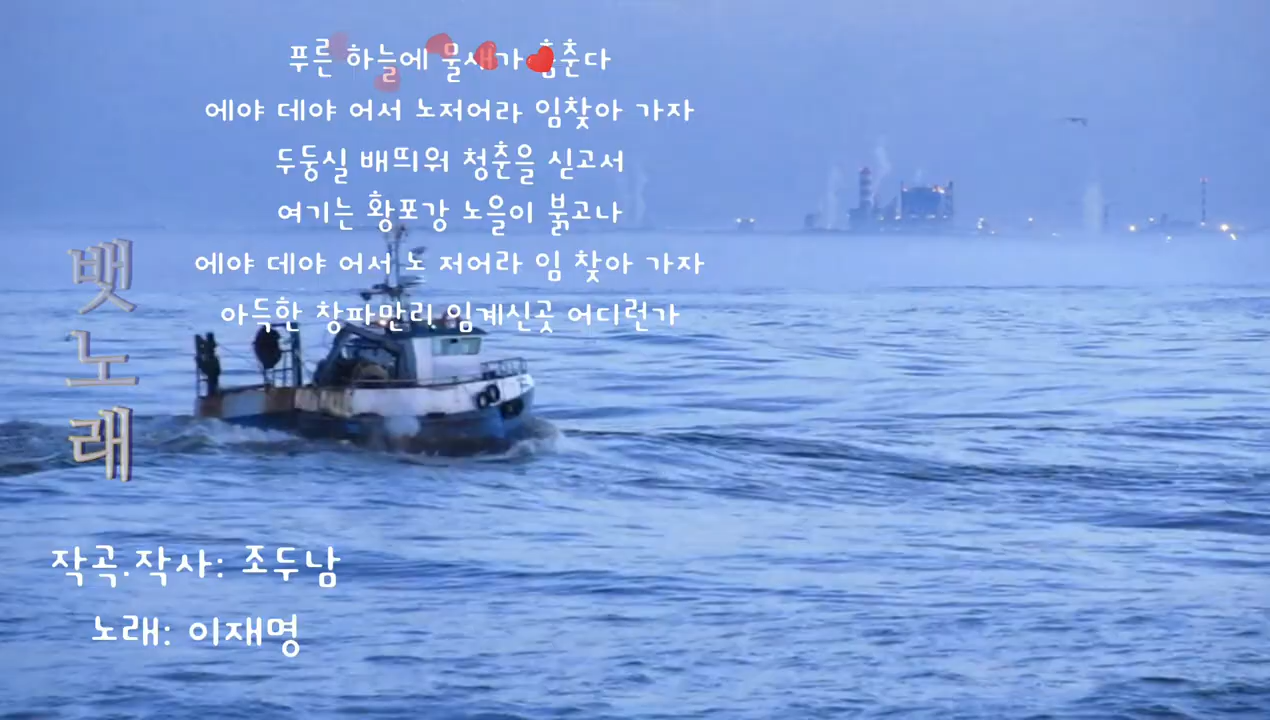 푸른 하늘에 물새가 춤춘다
에야 데야 어서 노저어라 임찾아 가자
두둥실 배띄워 청춘을 싣고서
여기는 황포강 노을이 붉고나
에야 데야 어서 노 저어라 임 찾아 가자
아득한 창파만리 임계신곳 어디런가
뱃
노
래
작곡.작사: 조두남
노래: 이재명